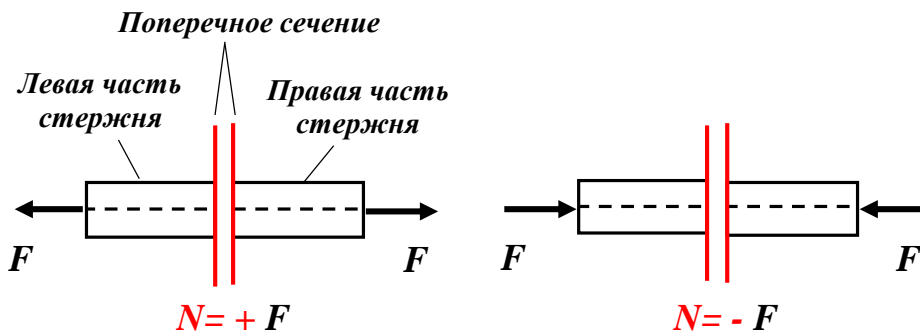 Поперечное сечение
Левая часть
стержня
Правая часть
стержня
F
F
F
F
N= + F
N= - F